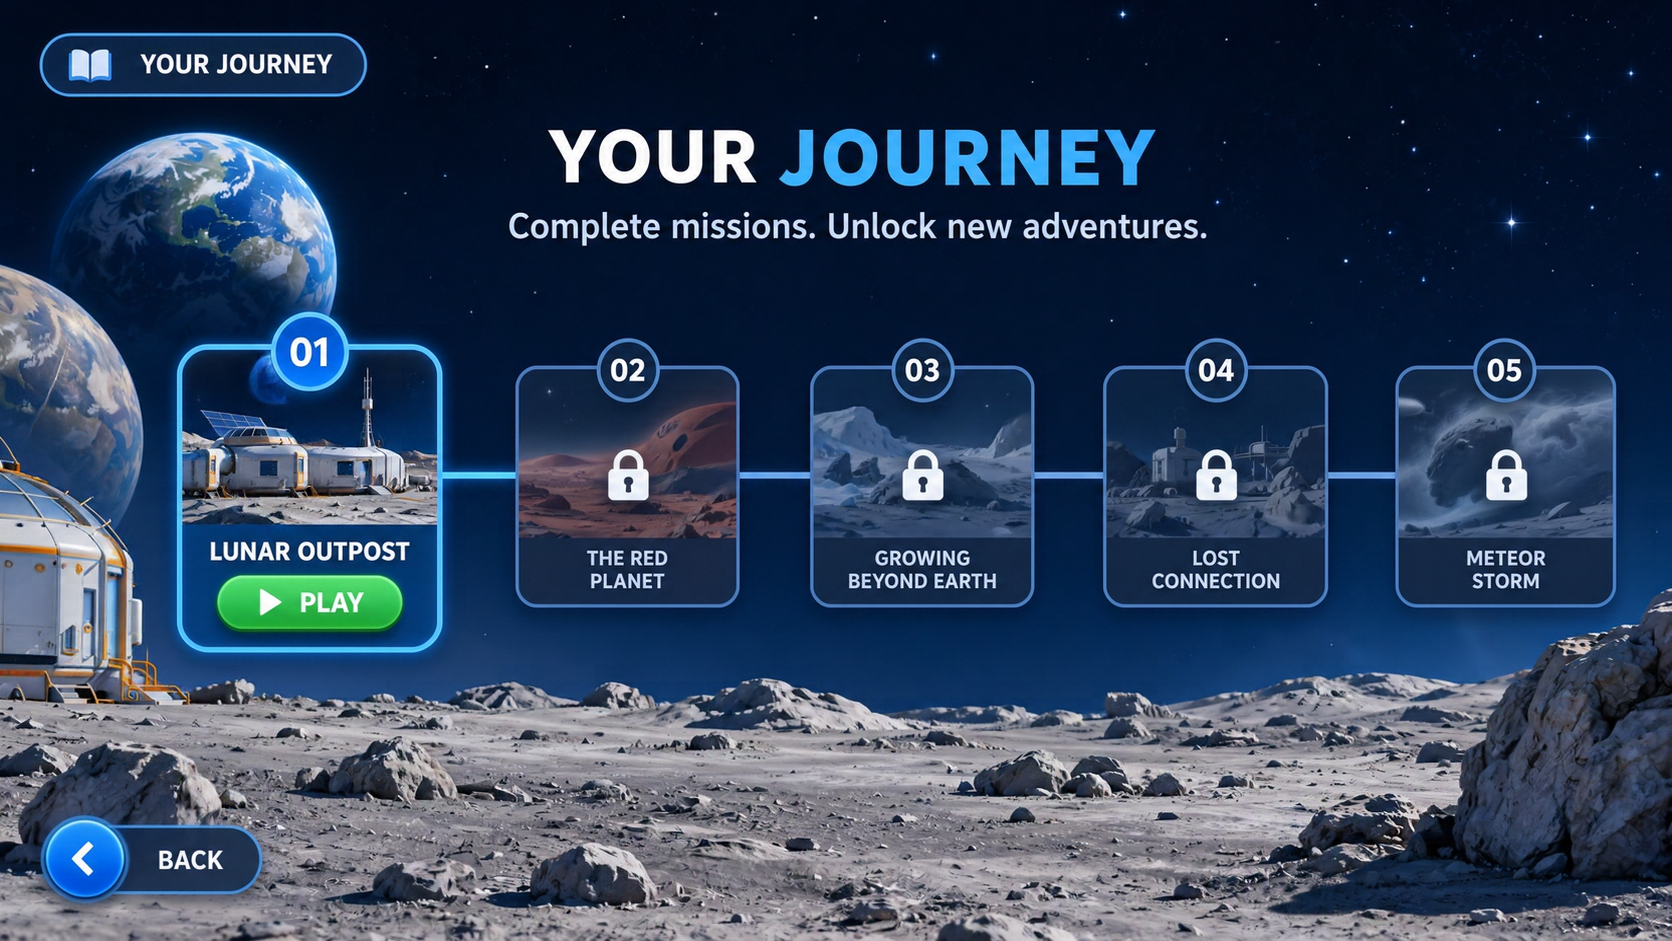 YOUR JOURNEY
YOUR JOURNEY
Complete missions. Unlock new adventures.
01
LUNAR OUTPOST
PLAY
02
THE RED
PLANET
03
GROWING
BEYOND EARTH
04
LOST
CONNECTION
05
METEOR
STORM
BACK